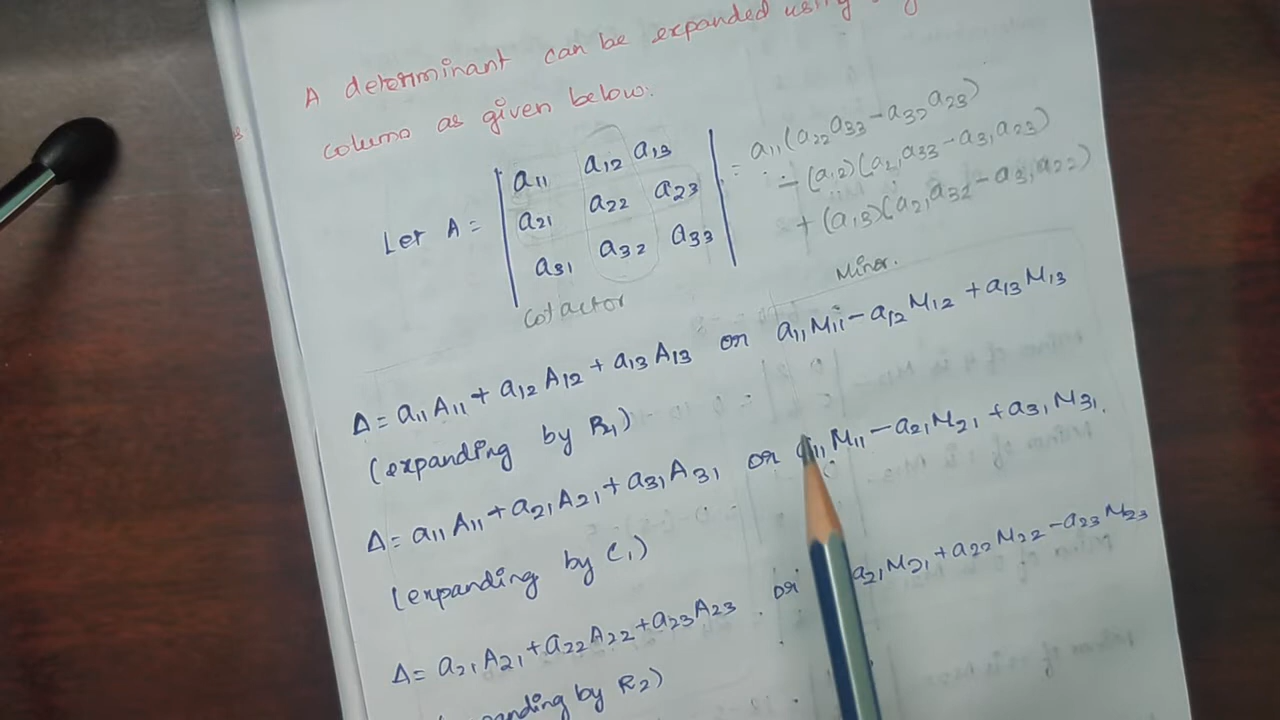 A determinant can be expanded using
column as given below.
Let A = | a11 a12 a13 | = a11(a22a33 - a32a23)
| a21 a22 a23 | - (a12)(a21a33 - a31a23)
| a31 a32 a33 | + (a13)(a21a32 - a31a22)
Cofactor Minor.
Δ = a11A11 + a12A12 + a13A13 or a11M11 - a12M12 + a13M13
(expanding by R1)
Δ = a11A11 + a21A21 + a31A31 or a11M11 - a21M21 + a31M31.
(expanding by C1)
Δ = a21A21 + a22A22 + a23A23 . or a21M21 + a22M22 - a23M23
by R2)